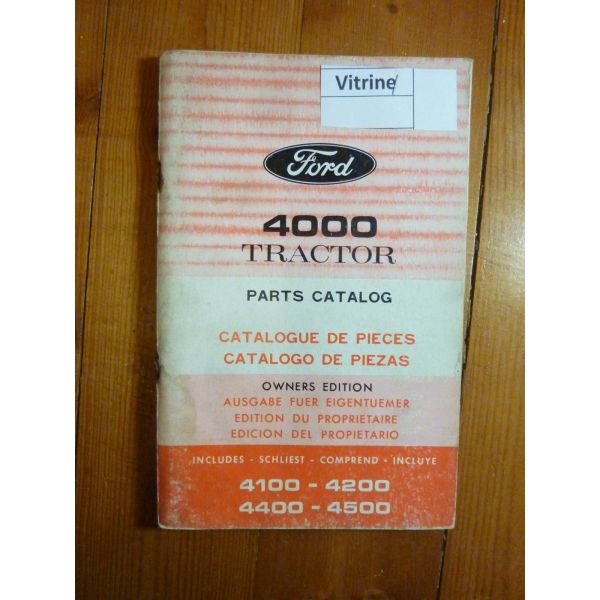 Vitrine
Ford
4000
TRACTOR
PARTS CATALOG
CATALOGUE DE PIECES
CATALOGO DE PIEZAS
OWNERS EDITION
AUSGABE FUER EIGENTUEMER
EDITION DU PROPRIETAIRE
EDICION DEL PROPIETARIO
INCLUDES - SCHLIEST - COMPREND - INCLUYE
4100 - 4200
4400 - 4500